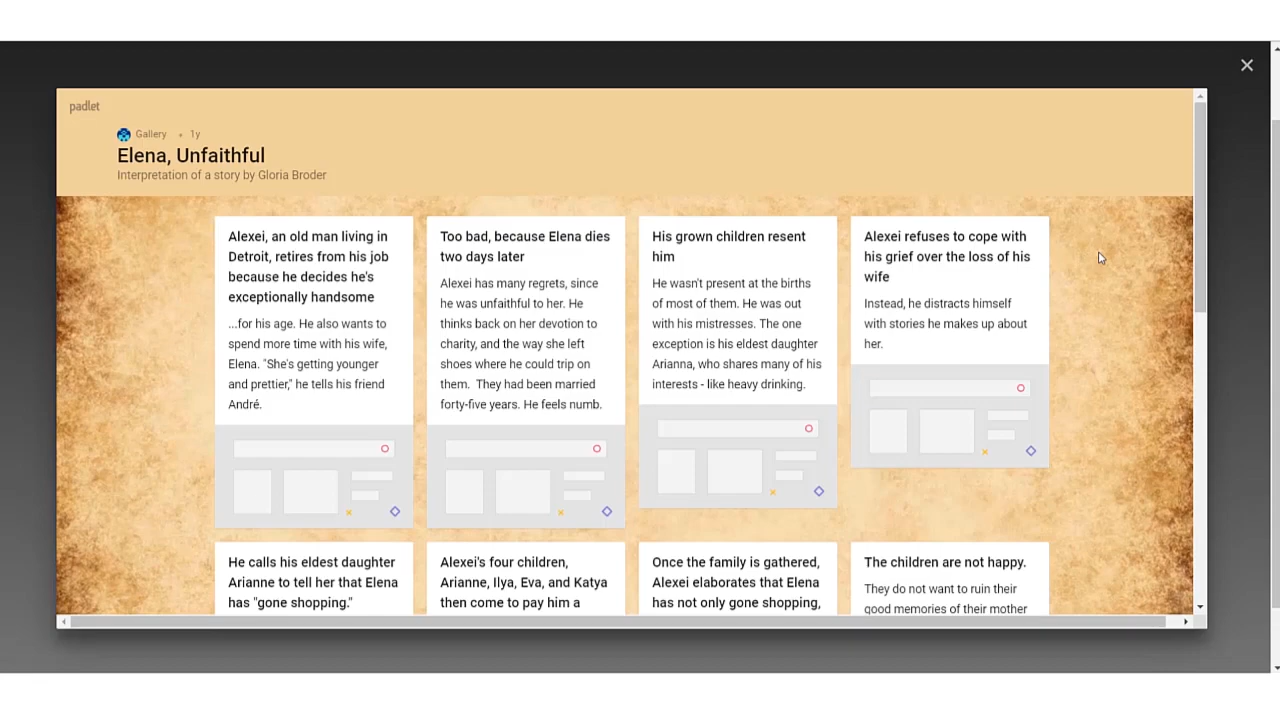 padlet
Gallery • 1y
Elena, Unfaithful
Interpretation of a story by Gloria Broder
Alexei, an old man living in
Detroit, retires from his job
because he decides he's
exceptionally handsome
...for his age. He also wants to
spend more time with his wife,
Elena. "She's getting younger
and prettier," he tells his friend
André.
Too bad, because Elena dies
two days later
Alexei has many regrets, since
he was unfaithful to her. He
thinks back on her devotion to
charity, and the way she left
shoes where he could trip on
them. They had been married
forty-five years. He feels numb.
His grown children resent
him
He wasn't present at the births
of most of them. He was out
with his mistresses. The one
exception is his eldest daughter
Arianna, who shares many of his
interests - like heavy drinking.
Alexei refuses to cope with
his grief over the loss of his
wife
Instead, he distracts himself
with stories he makes up about
her.
He calls his eldest daughter
Arianne to tell her that Elena
has "gone shopping."
Alexei's four children,
Arianne, Ilya, Eva, and Katya
then come to pay him a
Once the family is gathered,
Alexei elaborates that Elena
has not only gone shopping,
The children are not happy.
They do not want to ruin their
good memories of their mother